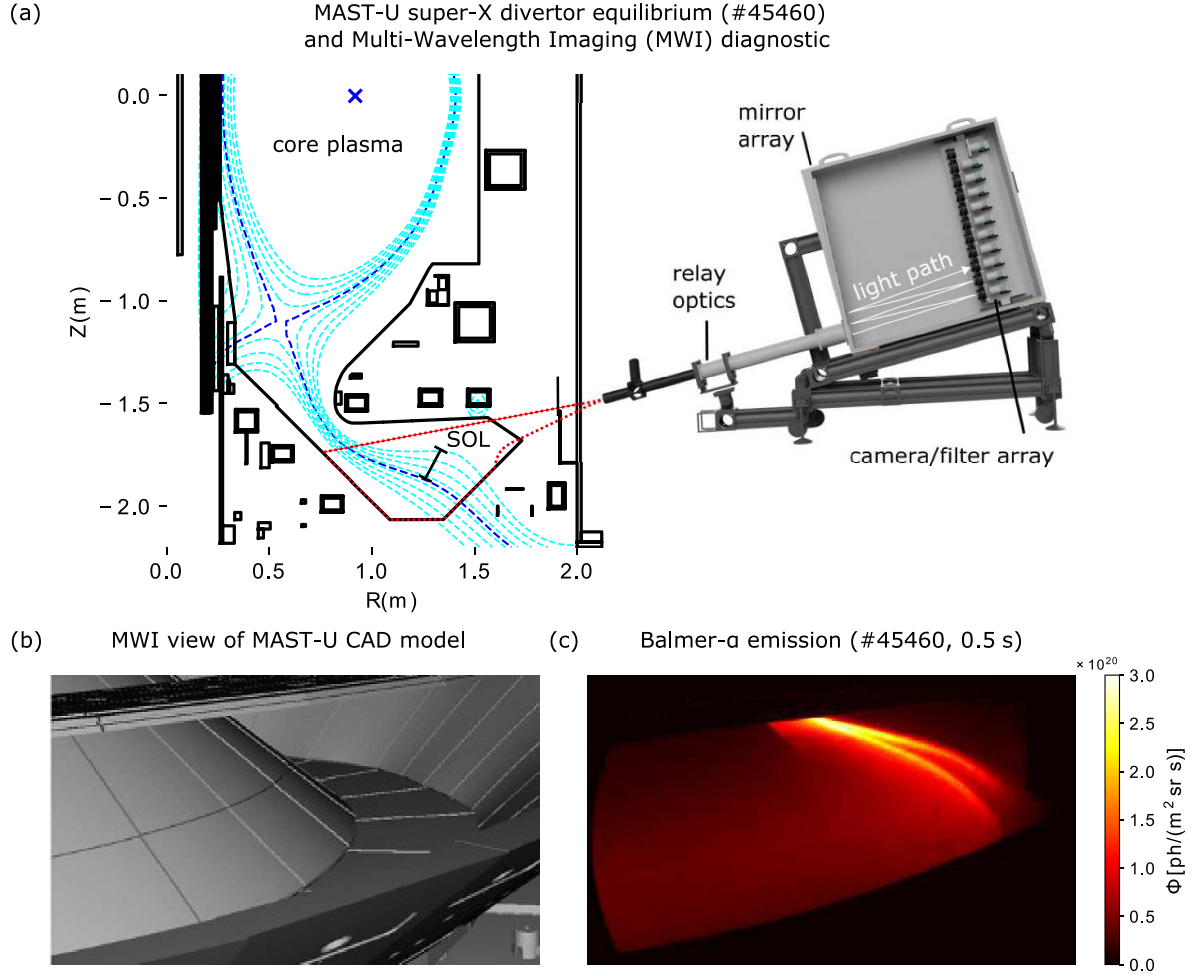 (a)
MAST-U super-X divertor equilibrium (#45460)
and Multi-Wavelength Imaging (MWI) diagnostic
0.0
−0.5
−1.0
−1.5
−2.0
Z(m)
core plasma
SOL
0.0 0.5 1.0 1.5 2.0
R(m)
mirror
array
relay
optics
light path
camera/filter array
(b) MWI view of MAST-U CAD model
(c) Balmer-α emission (#45460, 0.5 s)
× 10²⁰
3.0
2.5
2.0
1.5
1.0
0.5
0.0
Φ [ph/(m² sr s)]